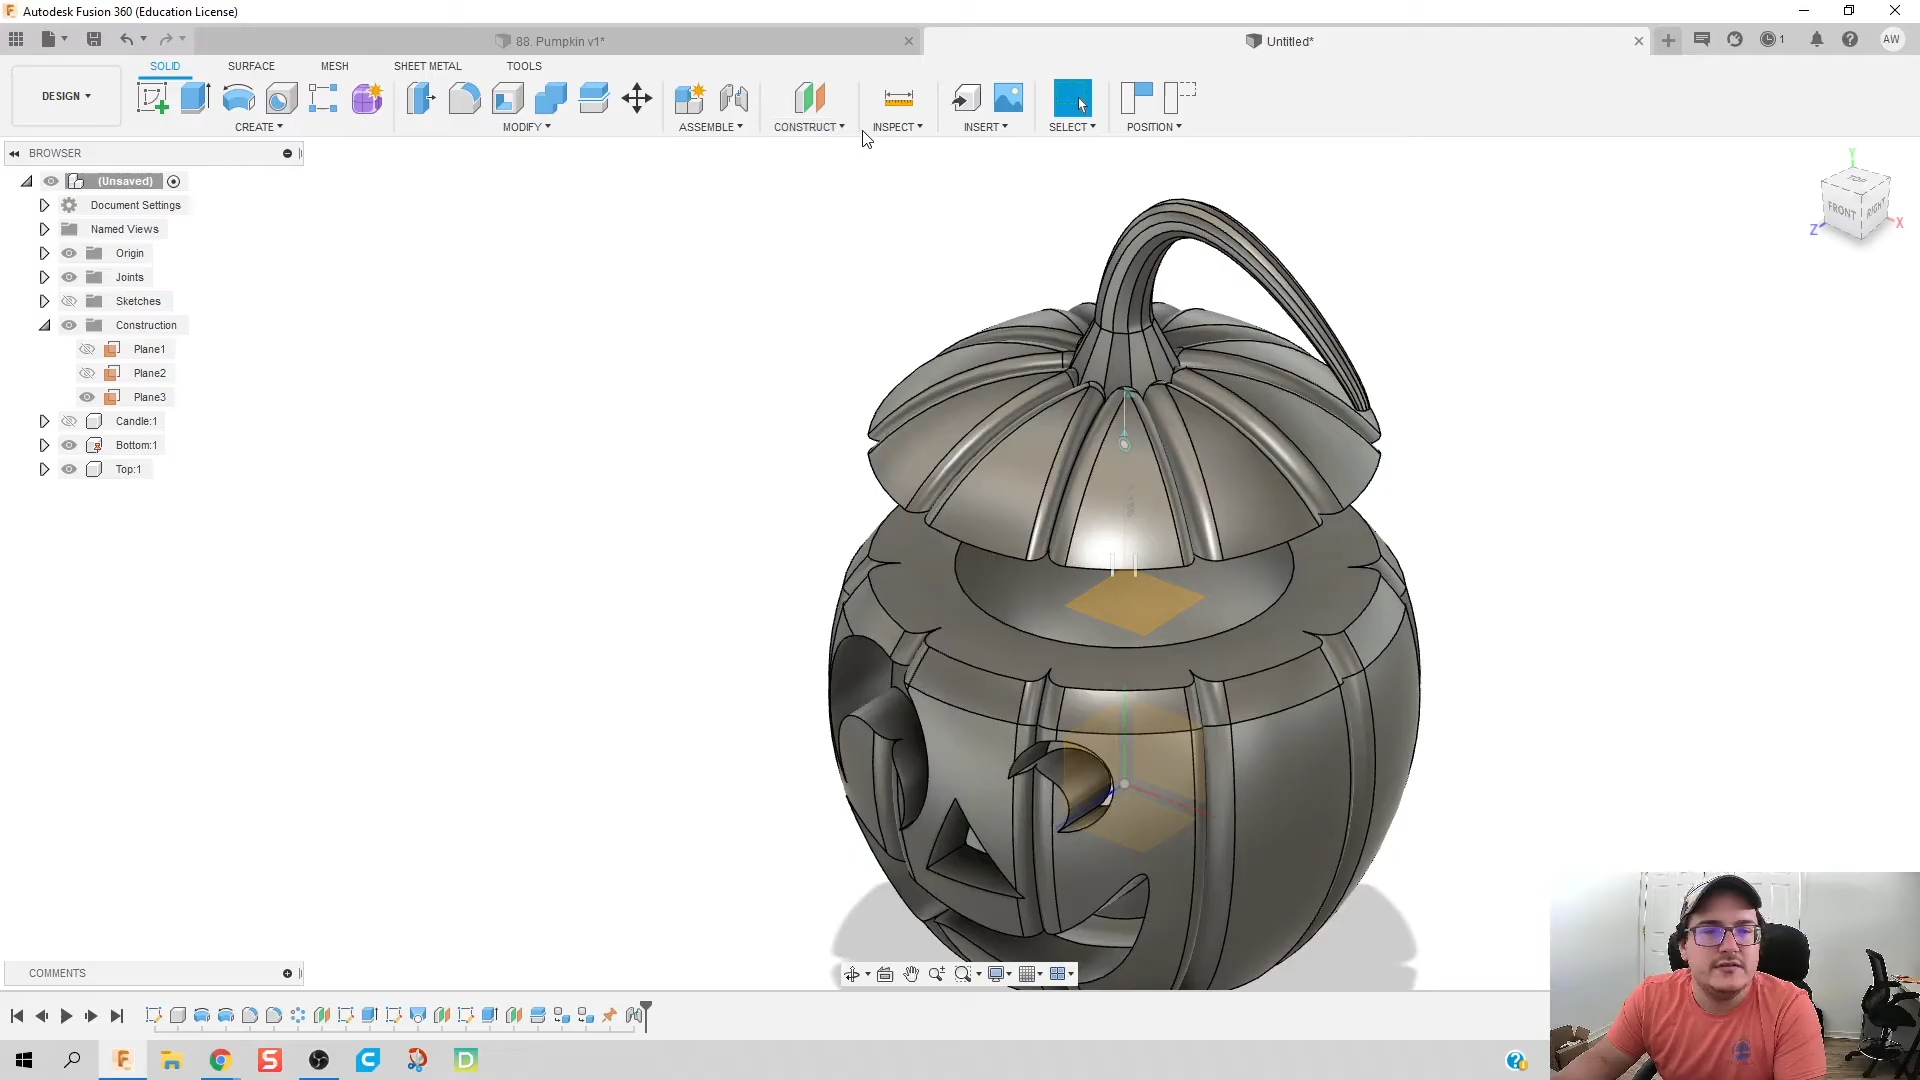 Autodesk Fusion 360 (Education License)
88. Pumpkin v1*
Untitled*
1
AW
DESIGN
SOLID
SURFACE
MESH
SHEET METAL
TOOLS
CREATE
MODIFY
ASSEMBLE
CONSTRUCT
INSPECT
INSERT
SELECT
POSITION
BROWSER
(Unsaved)
Document Settings
Named Views
Origin
Joints
Sketches
Construction
Plane1
Plane2
Plane3
Candle:1
Bottom:1
Top:1
Y
TOP
FRONT
RIGHT
X
Z
COMMENTS